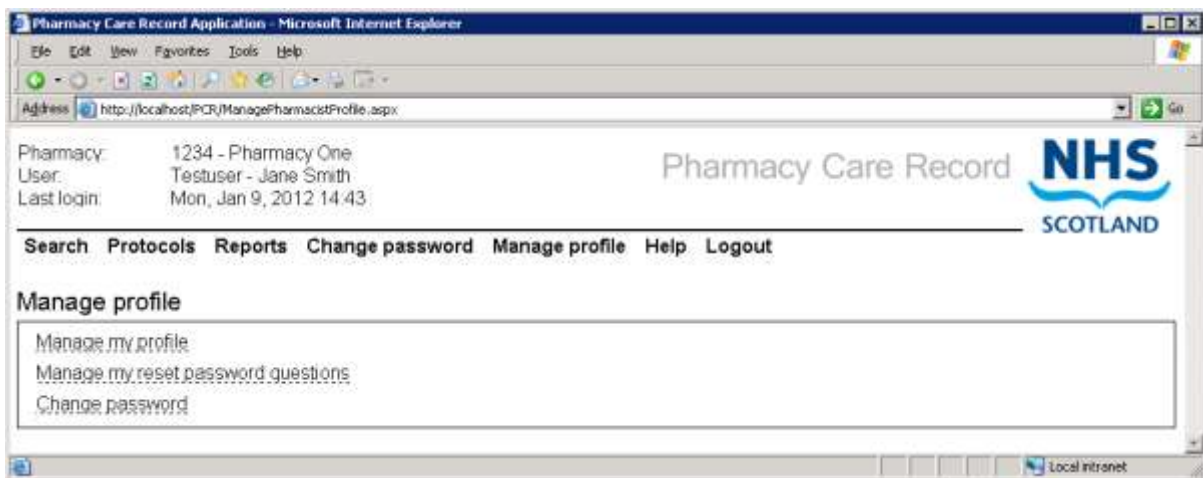 Pharmacy Care Record Application - Microsoft Internet Explorer
File Edit View Favorites Tools Help
Address http://localhost/PCR/ManagePharmacistProfile.aspx Go
Pharmacy: 1234 - Pharmacy One
User: Testuser - Jane Smith
Last login: Mon, Jan 9, 2012 14:43
Pharmacy Care Record
NHS
SCOTLAND
Search Protocols Reports Change password Manage profile Help Logout
Manage profile
Manage my profile
Manage my reset password questions
Change password
Local intranet